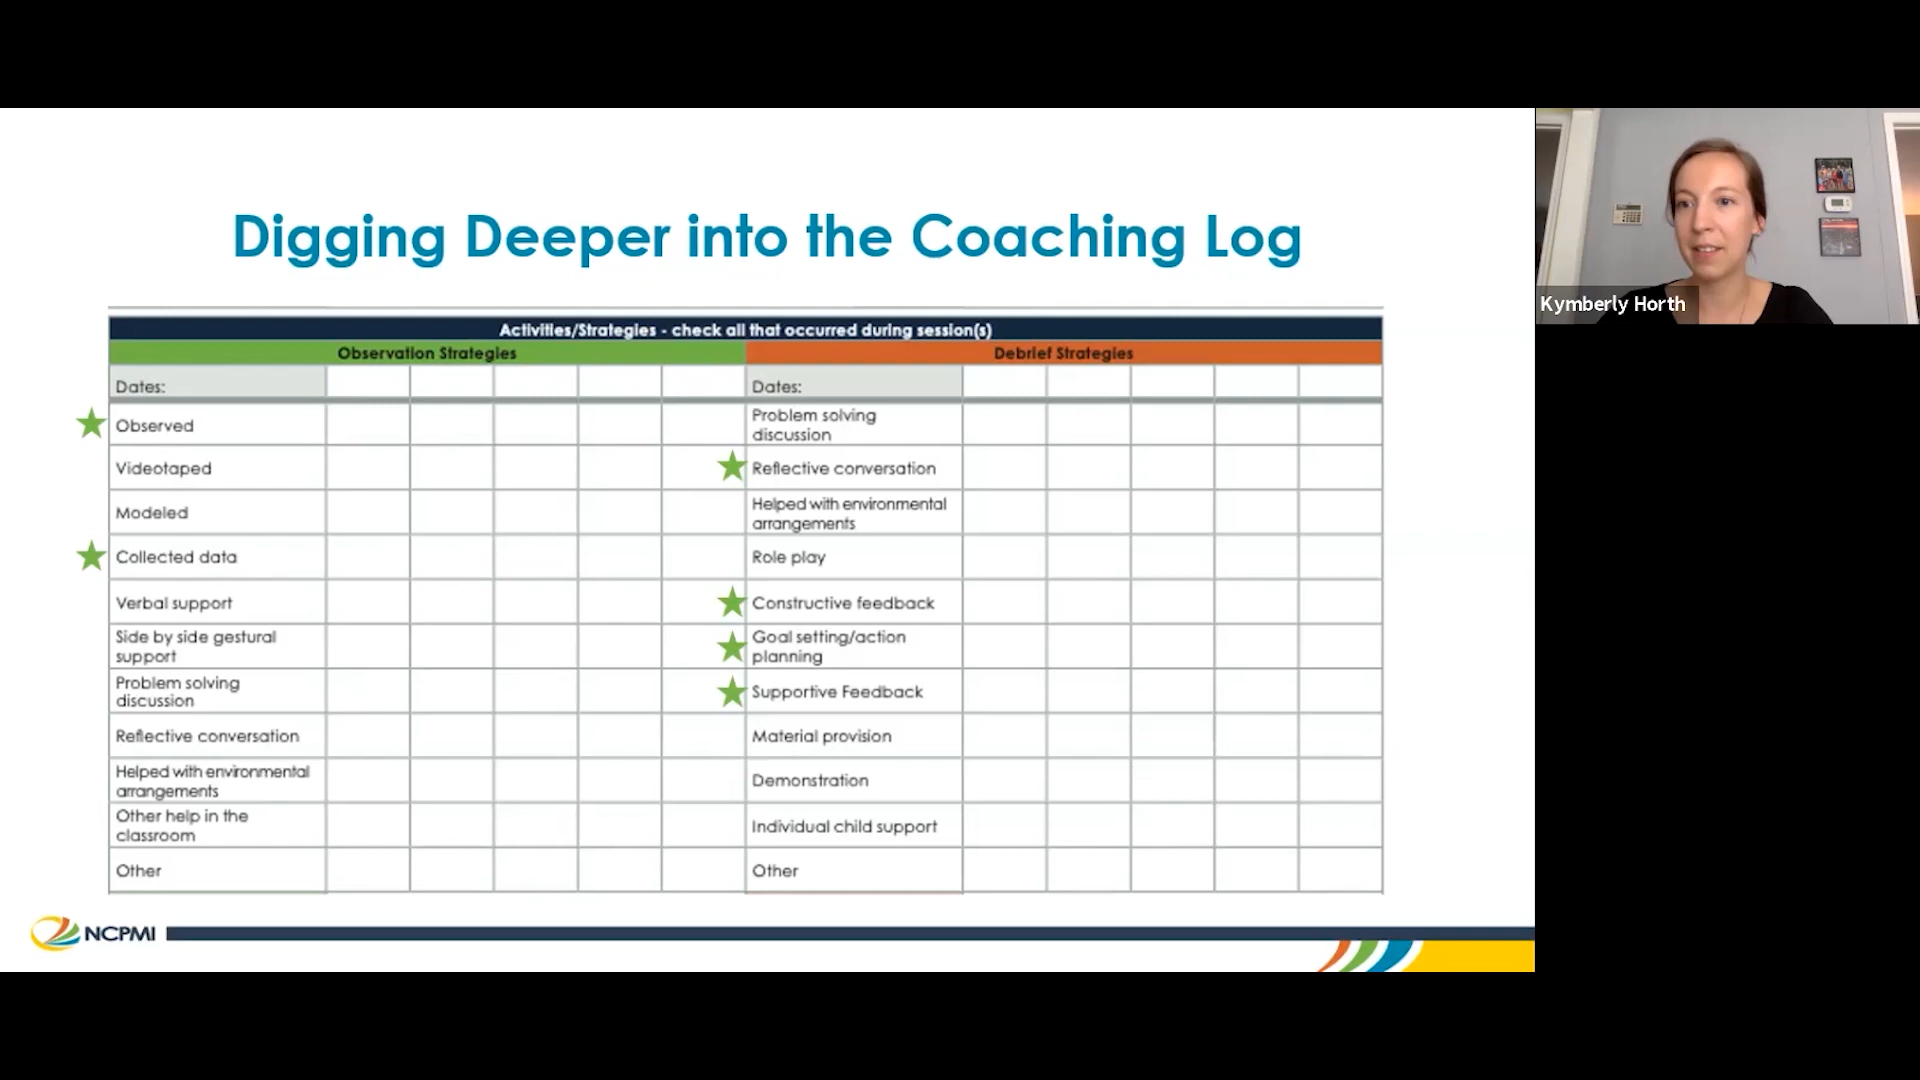 Digging Deeper into the Coaching Log
Activities/Strategies - check all that occurred during session(s)
Observation Strategies
Debrief Strategies
Dates:
Dates:
Observed
Problem solving
discussion
Videotaped
Reflective conversation
Modeled
Helped with environmental
arrangements
Collected data
Role play
Verbal support
Constructive feedback
Side by side gestural
support
Goal setting/action
planning
Problem solving
discussion
Supportive Feedback
Reflective conversation
Material provision
Helped with environmental
arrangements
Demonstration
Other help in the
classroom
Individual child support
Other
Other
NCPMI
Kymberly Horth